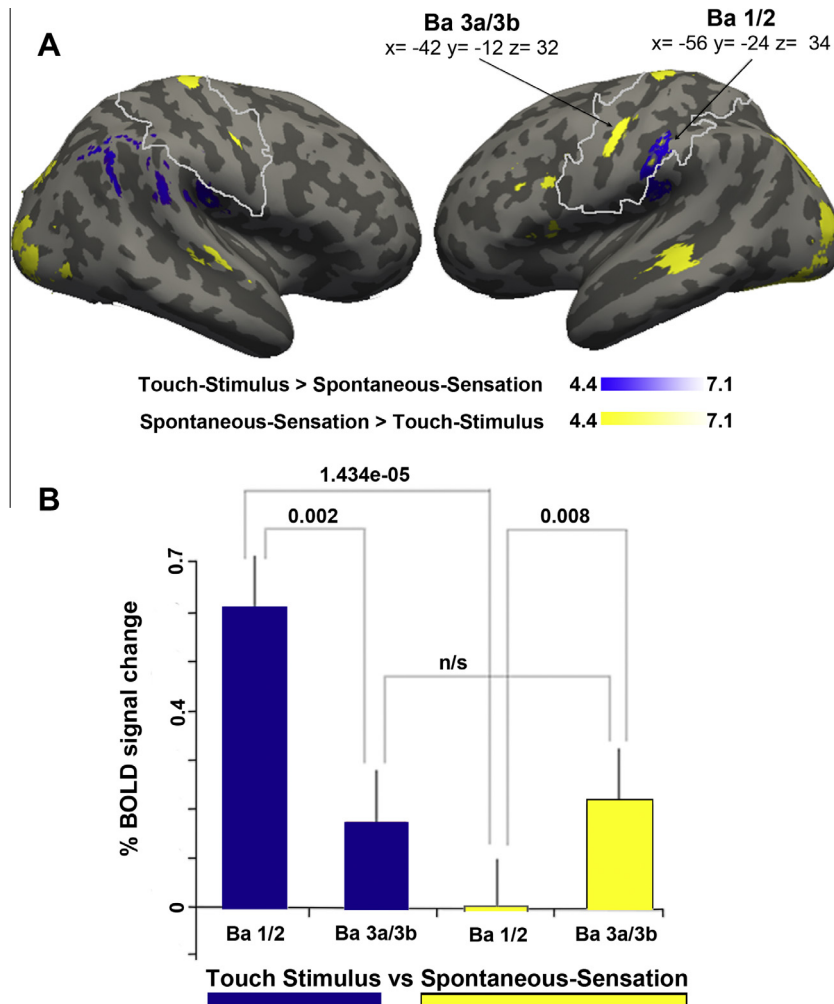 A
Ba 3a/3b
x= -42 y= -12 z= 32
Ba 1/2
x= -56 y= -24 z= 34
Touch-Stimulus > Spontaneous-Sensation 4.4 7.1
Spontaneous-Sensation > Touch-Stimulus 4.4 7.1
B
1.434e-05
0.002
0.008
n/s
% BOLD signal change
0.7
0.4
0
Ba 1/2 Ba 3a/3b Ba 1/2 Ba 3a/3b
Touch Stimulus vs Spontaneous-Sensation